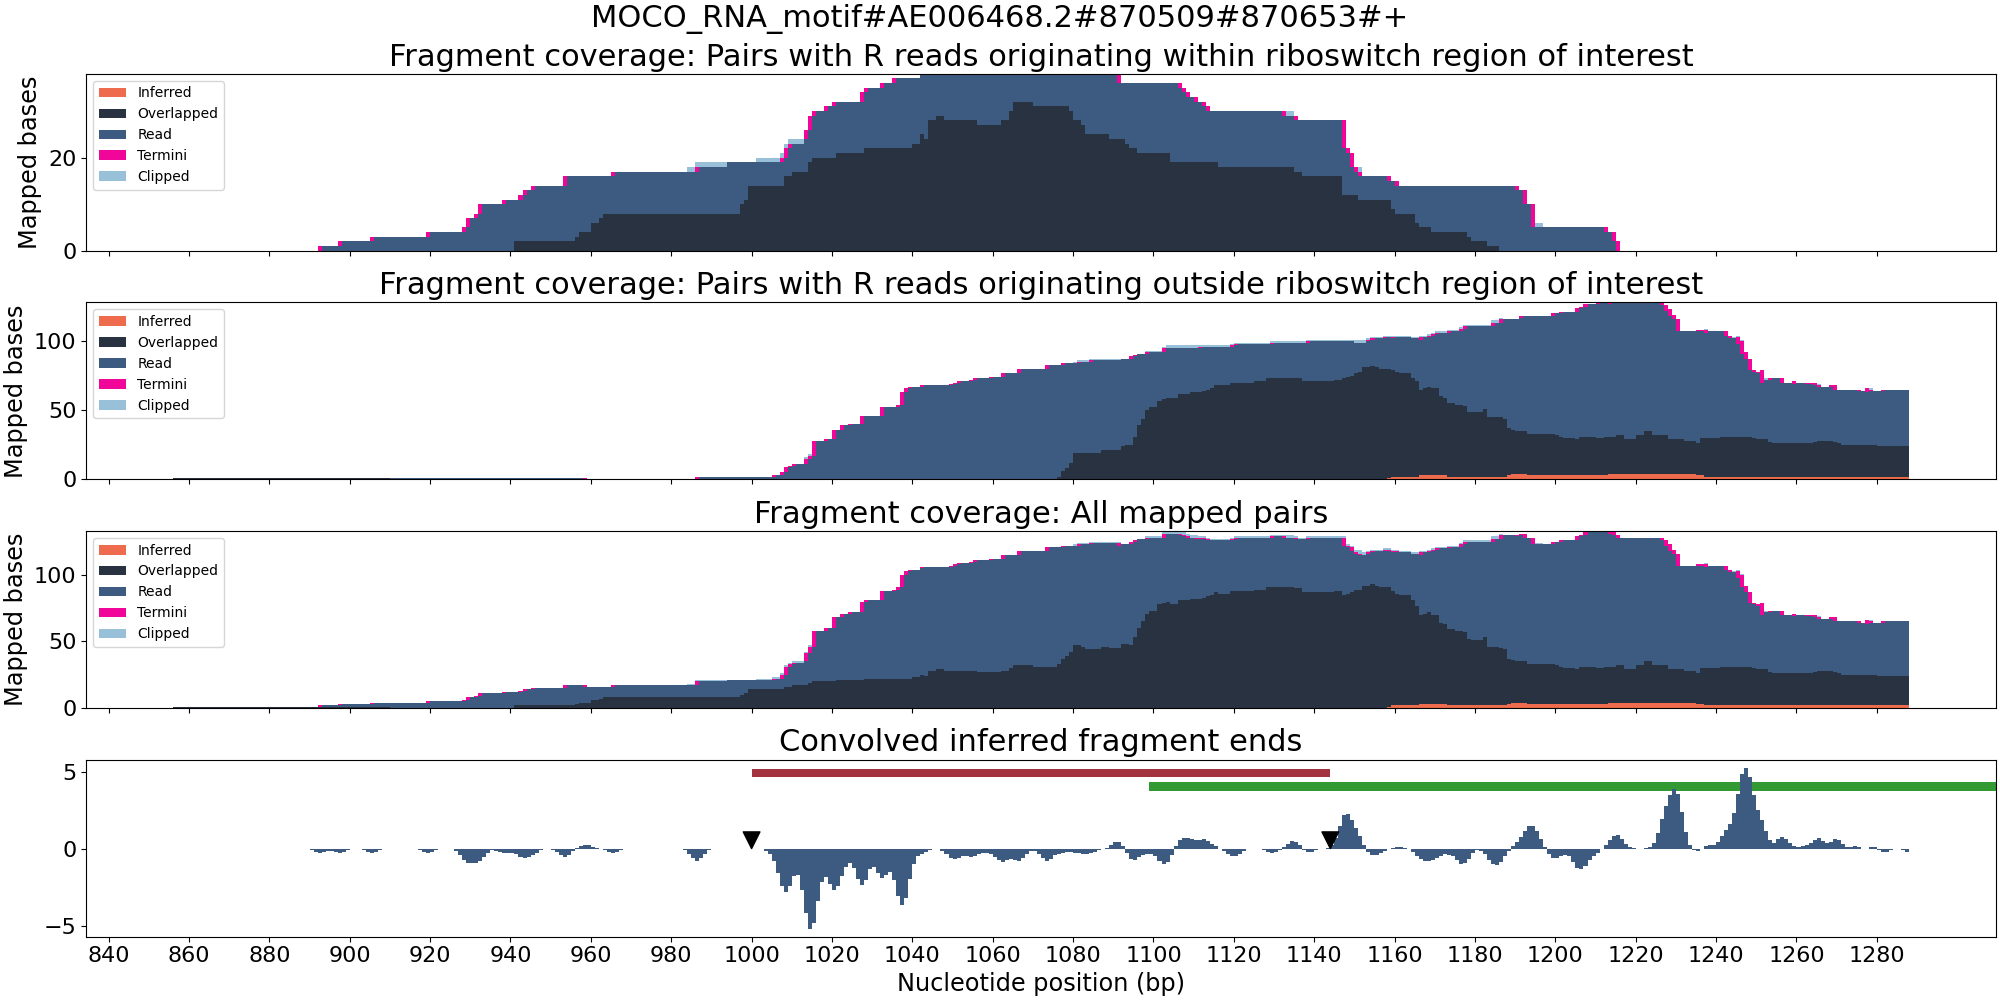 MOCO_RNA_motif#AE006468.2#870509#870653#+
Fragment coverage: Pairs with R reads originating within riboswitch region of interest
Mapped bases
20
0
Inferred
Overlapped
Read
Termini
Clipped
Fragment coverage: Pairs with R reads originating outside riboswitch region of interest
Mapped bases
100
50
0
Inferred
Overlapped
Read
Termini
Clipped
Fragment coverage: All mapped pairs
Mapped bases
100
50
0
Inferred
Overlapped
Read
Termini
Clipped
Convolved inferred fragment ends
5
0
−5
840 860 880 900 920 940 960 980 1000 1020 1040 1060 1080 1100 1120 1140 1160 1180 1200 1220 1240 1260 1280
Nucleotide position (bp)